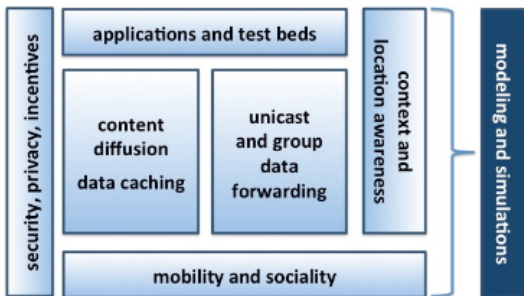 security, privacy, incentives
applications and test beds
content
diffusion
data caching
unicast
and group
data
forwarding
context and
location awareness
mobility and sociality
modeling and simulations